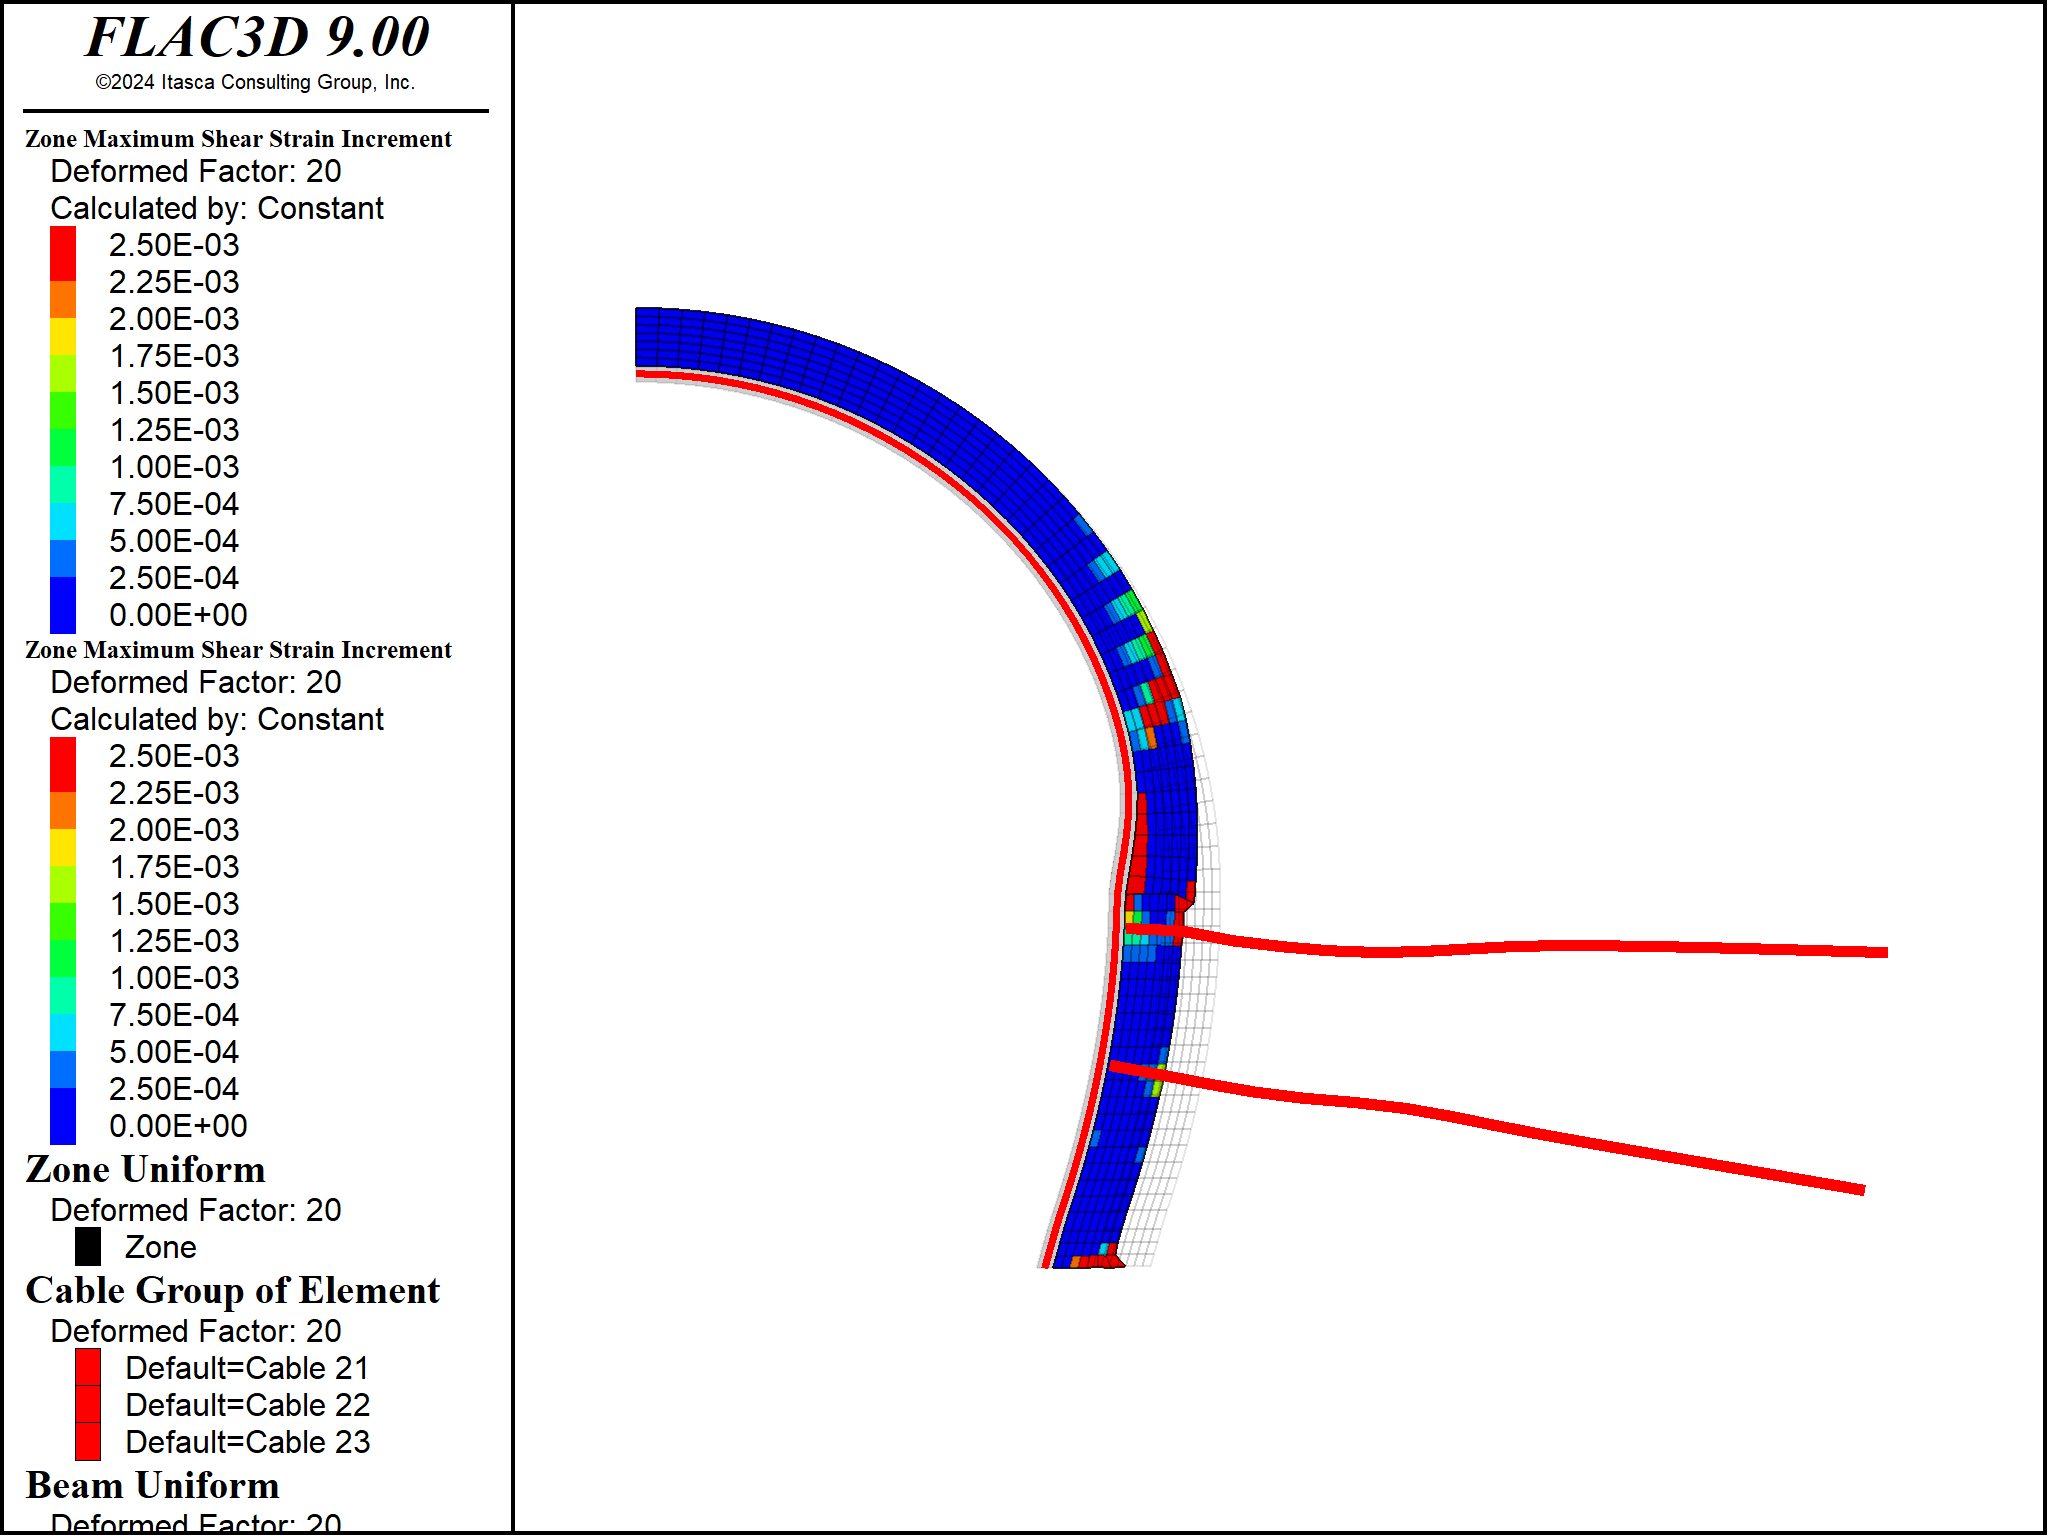 FLAC3D 9.00
©2024 Itasca Consulting Group, Inc.
Zone Maximum Shear Strain Increment
Deformed Factor: 20
Calculated by: Constant
2.50E-03
2.25E-03
2.00E-03
1.75E-03
1.50E-03
1.25E-03
1.00E-03
7.50E-04
5.00E-04
2.50E-04
0.00E+00
Zone Maximum Shear Strain Increment
Deformed Factor: 20
Calculated by: Constant
2.50E-03
2.25E-03
2.00E-03
1.75E-03
1.50E-03
1.25E-03
1.00E-03
7.50E-04
5.00E-04
2.50E-04
0.00E+00
Zone Uniform
Deformed Factor: 20
Zone
Cable Group of Element
Deformed Factor: 20
Default=Cable 21
Default=Cable 22
Default=Cable 23
Beam Uniform
Deformed Factor: 20